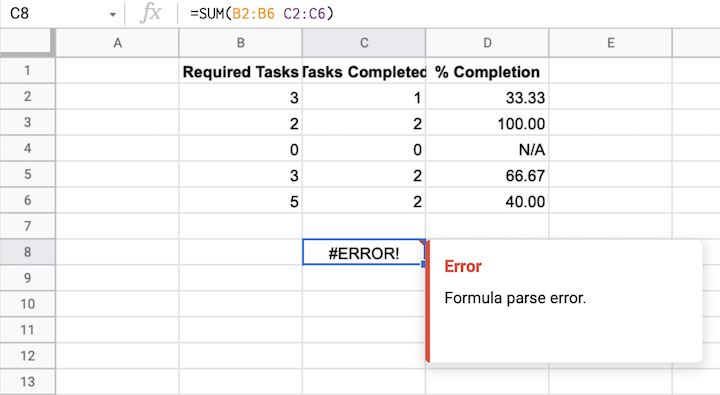 C8 fx =SUM(B2:B6 C2:C6)
A B C D E
1 Required Tasks Tasks Completed % Completion
2 3 1 33.33
3 2 2 100.00
4 0 0 N/A
5 3 2 66.67
6 5 2 40.00
7
8 #ERROR! Error
9 Formula parse error.
10
11
12
13